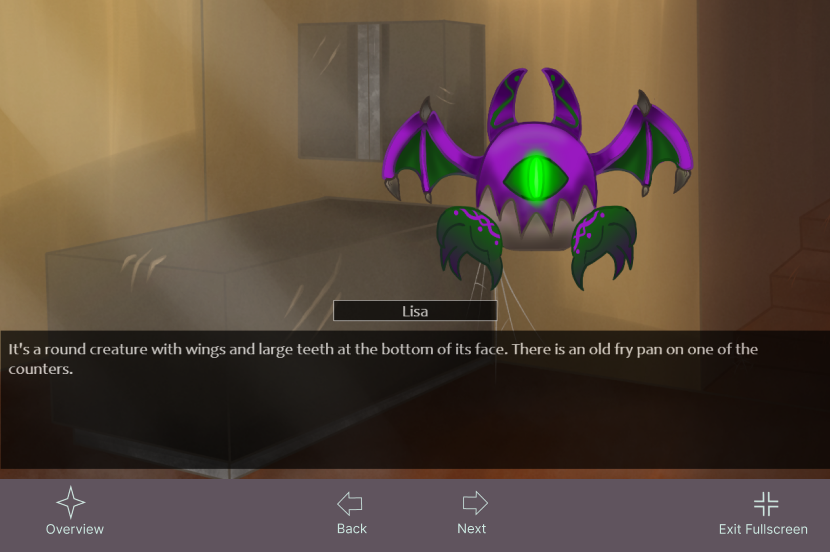 Lisa
It's a round creature with wings and large teeth at the bottom of its face. There is an old fry pan on one of the
counters.
Overview
Back
Next
Exit Fullscreen